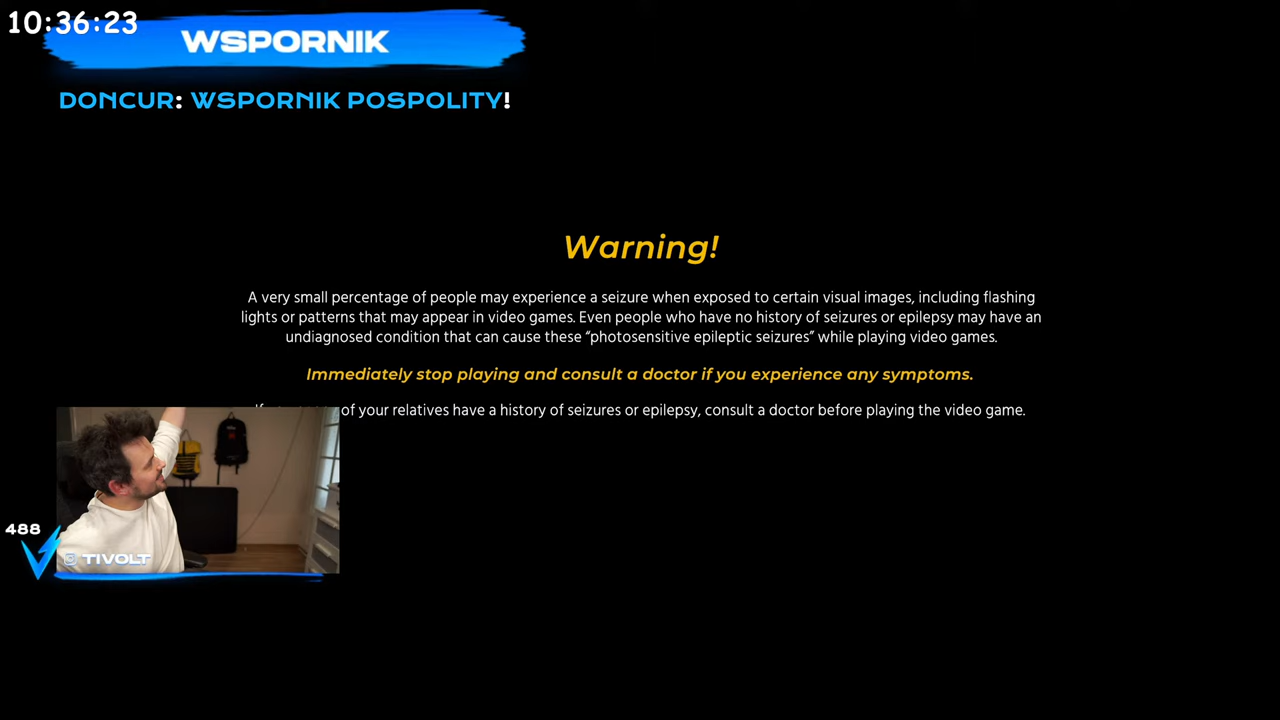 10:36:23
WSPORNIK
DONCUR: WSPORNIK POSPOLITY!
Warning!
A very small percentage of people may experience a seizure when exposed to certain visual images, including flashing
lights or patterns that may appear in video games. Even people who have no history of seizures or epilepsy may have an
undiagnosed condition that can cause these “photosensitive epileptic seizures” while playing video games.
Immediately stop playing and consult a doctor if you experience any symptoms.
of your relatives have a history of seizures or epilepsy, consult a doctor before playing the video game.
488
TIVOLT